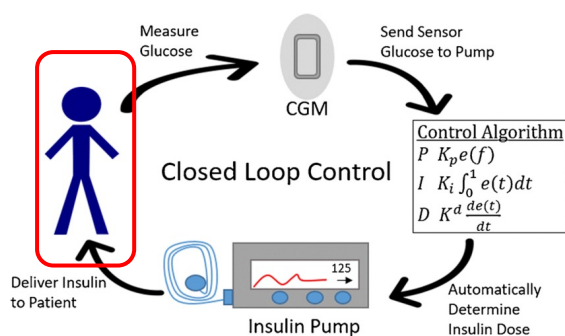 Measure
Glucose
Send Sensor
Glucose to Pump
CGM
Control Algorithm
P K_p e(f)
I K_i ∫_0^1 e(t)dt
D K^d de(t)/dt
Closed Loop Control
125
Deliver Insulin
to Patient
Insulin Pump
Automatically
Determine
Insulin Dose